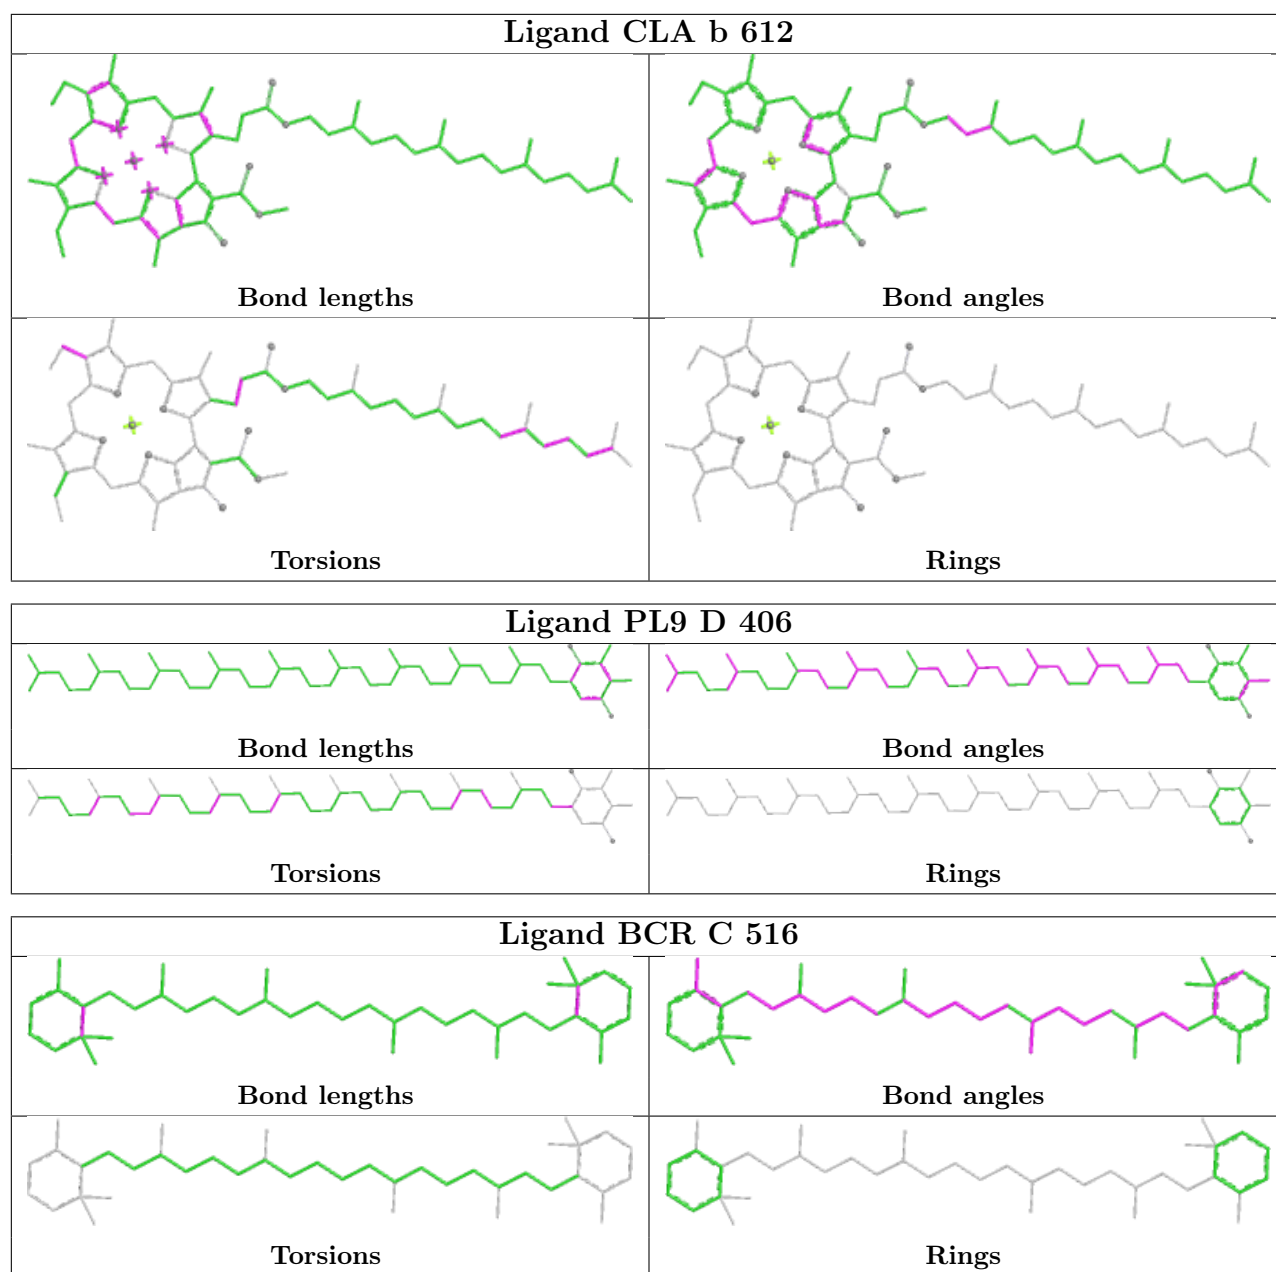 Ligand CLA b 612
Bond lengths
Bond angles
Torsions
Rings
Ligand PL9 D 406
Bond lengths
Bond angles
Torsions
Rings
Ligand BCR C 516
Bond lengths
Bond angles
Torsions
Rings